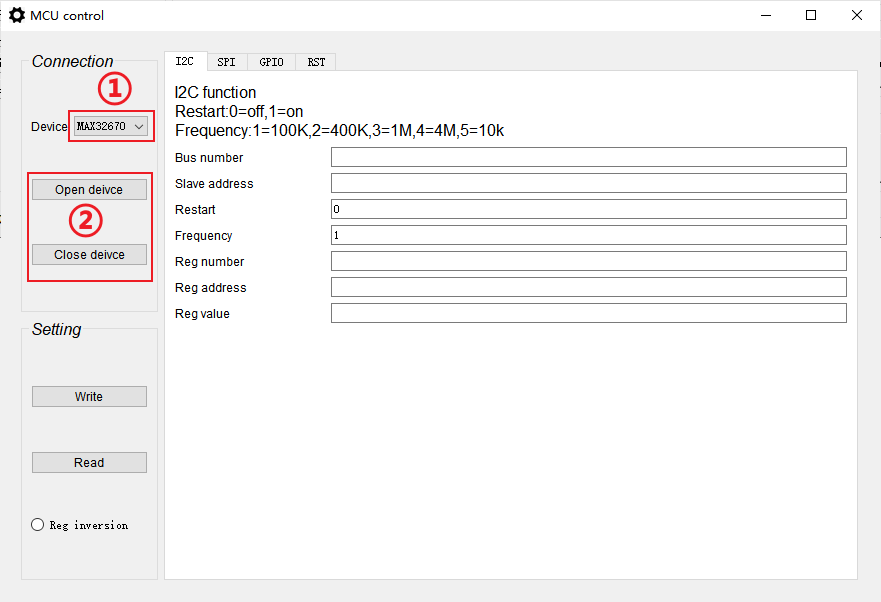 MCU control
Connection
①
Device MAX32670
Open deivce
②
Close deivce
Setting
Write
Read
Reg inversion
I2C SPI GPIO RST
I2C function
Restart:0=off,1=on
Frequency:1=100K,2=400K,3=1M,4=4M,5=10k
Bus number
Slave address
Restart 0
Frequency 1
Reg number
Reg address
Reg value